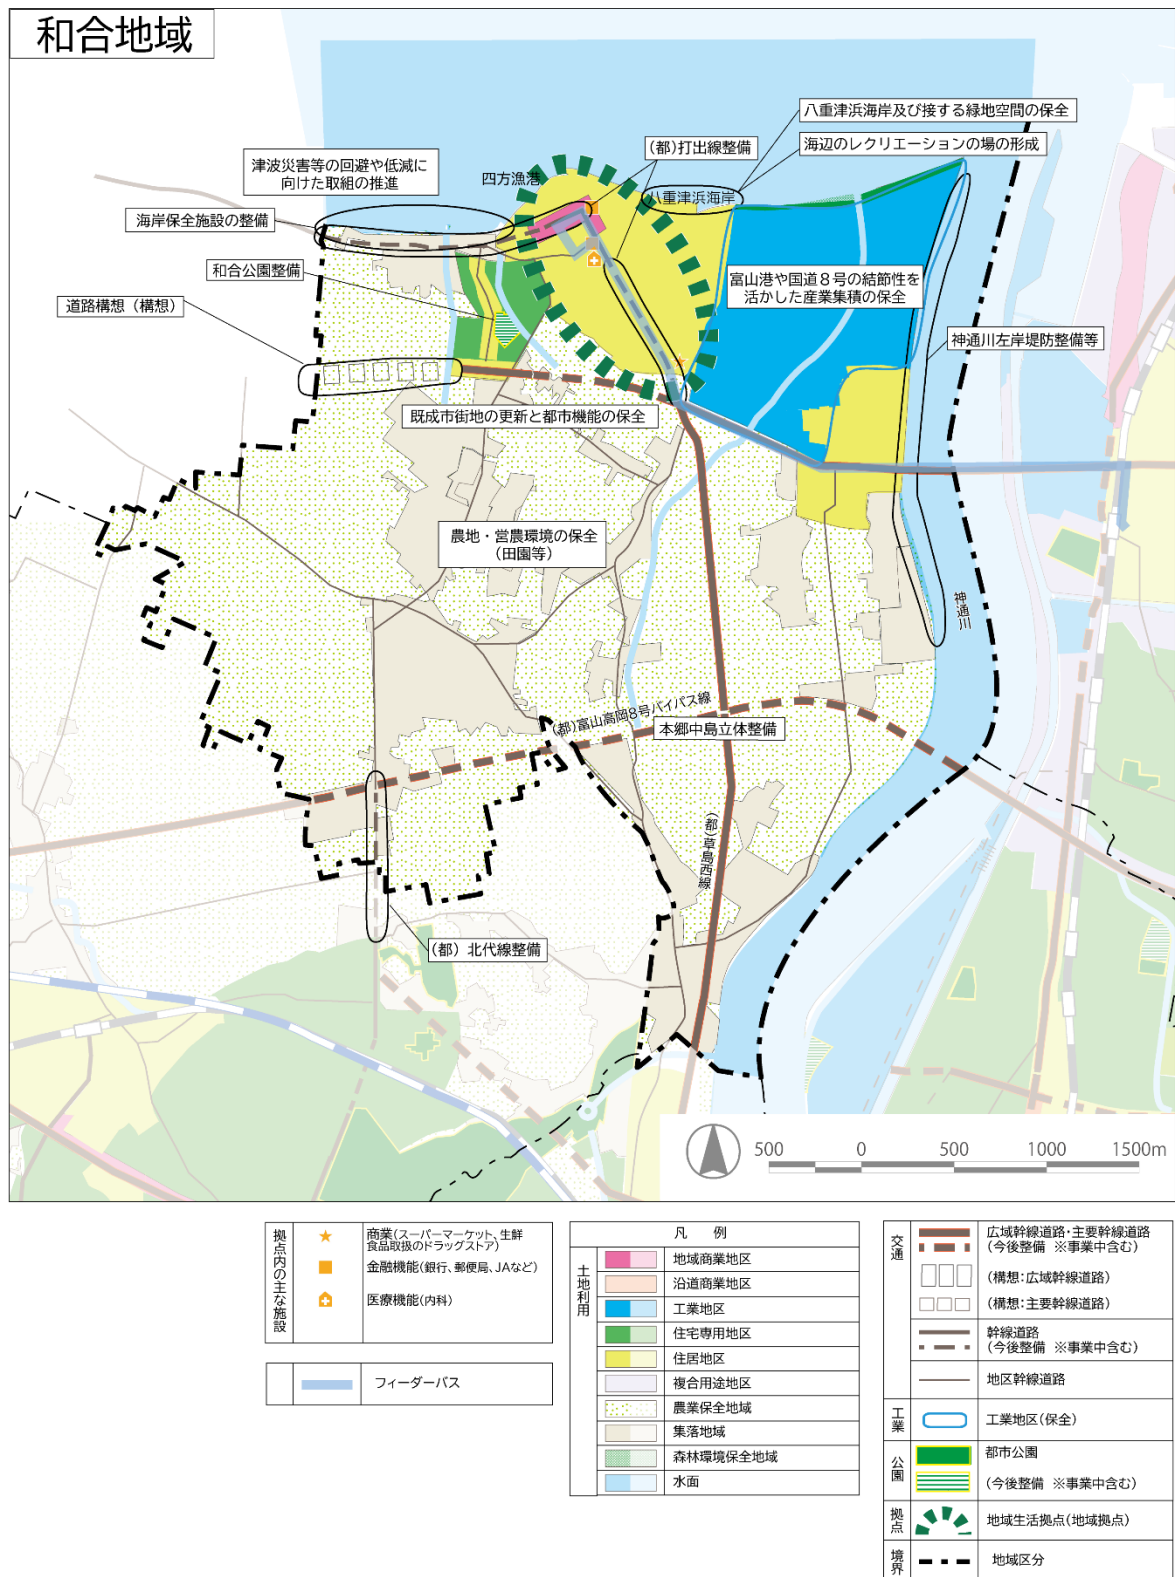 和合地域
八重津浜海岸及び接する緑地空間の保全
海辺のレクリエーションの場の形成
(都)打出線整備
津波災害等の回避や低減に
向けた取組の推進
四方漁港
八重津浜海岸
海岸保全施設の整備
和合公園整備
道路構想（構想）
富山港や国道８号の結節性を
活かした産業集積の保全
神通川左岸堤防整備等
既成市街地の更新と都市機能の保全
農地・営農環境の保全
（田園等）
神通川
(都)富山高岡8号バイパス線
本郷中島立体整備
(都)草島西線
(都) 北代線整備
500 0 500 1000 1500m
拠点内の主な施設
商業(スーパーマーケット、生鮮
食品取扱のドラッグストア)
金融機能(銀行、郵便局、JAなど)
医療機能(内科)
フィーダーバス
凡 例
土地利用
地域商業地区
沿道商業地区
工業地区
住宅専用地区
住居地区
複合用途地区
農業保全地域
集落地域
森林環境保全地域
水面
交通
広域幹線道路・主要幹線道路
(今後整備 ※事業中含む)
(構想:広域幹線道路)
(構想:主要幹線道路)
幹線道路
(今後整備 ※事業中含む)
地区幹線道路
工業
工業地区(保全)
公園
都市公園
(今後整備 ※事業中含む)
拠点
地域生活拠点(地域拠点)
境界
地域区分